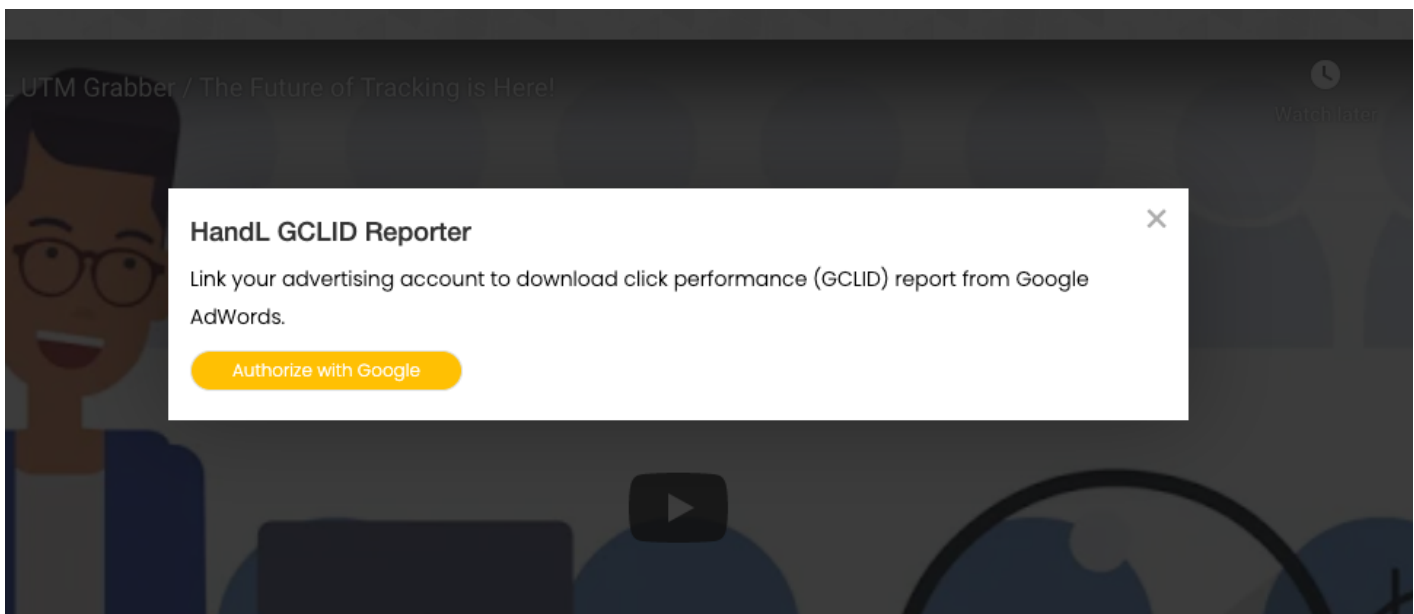 UTM Grabber / The Future of Tracking is Here!
Watch later
HandL GCLID Reporter
Link your advertising account to download click performance (GCLID) report from Google
AdWords.
Authorize with Google